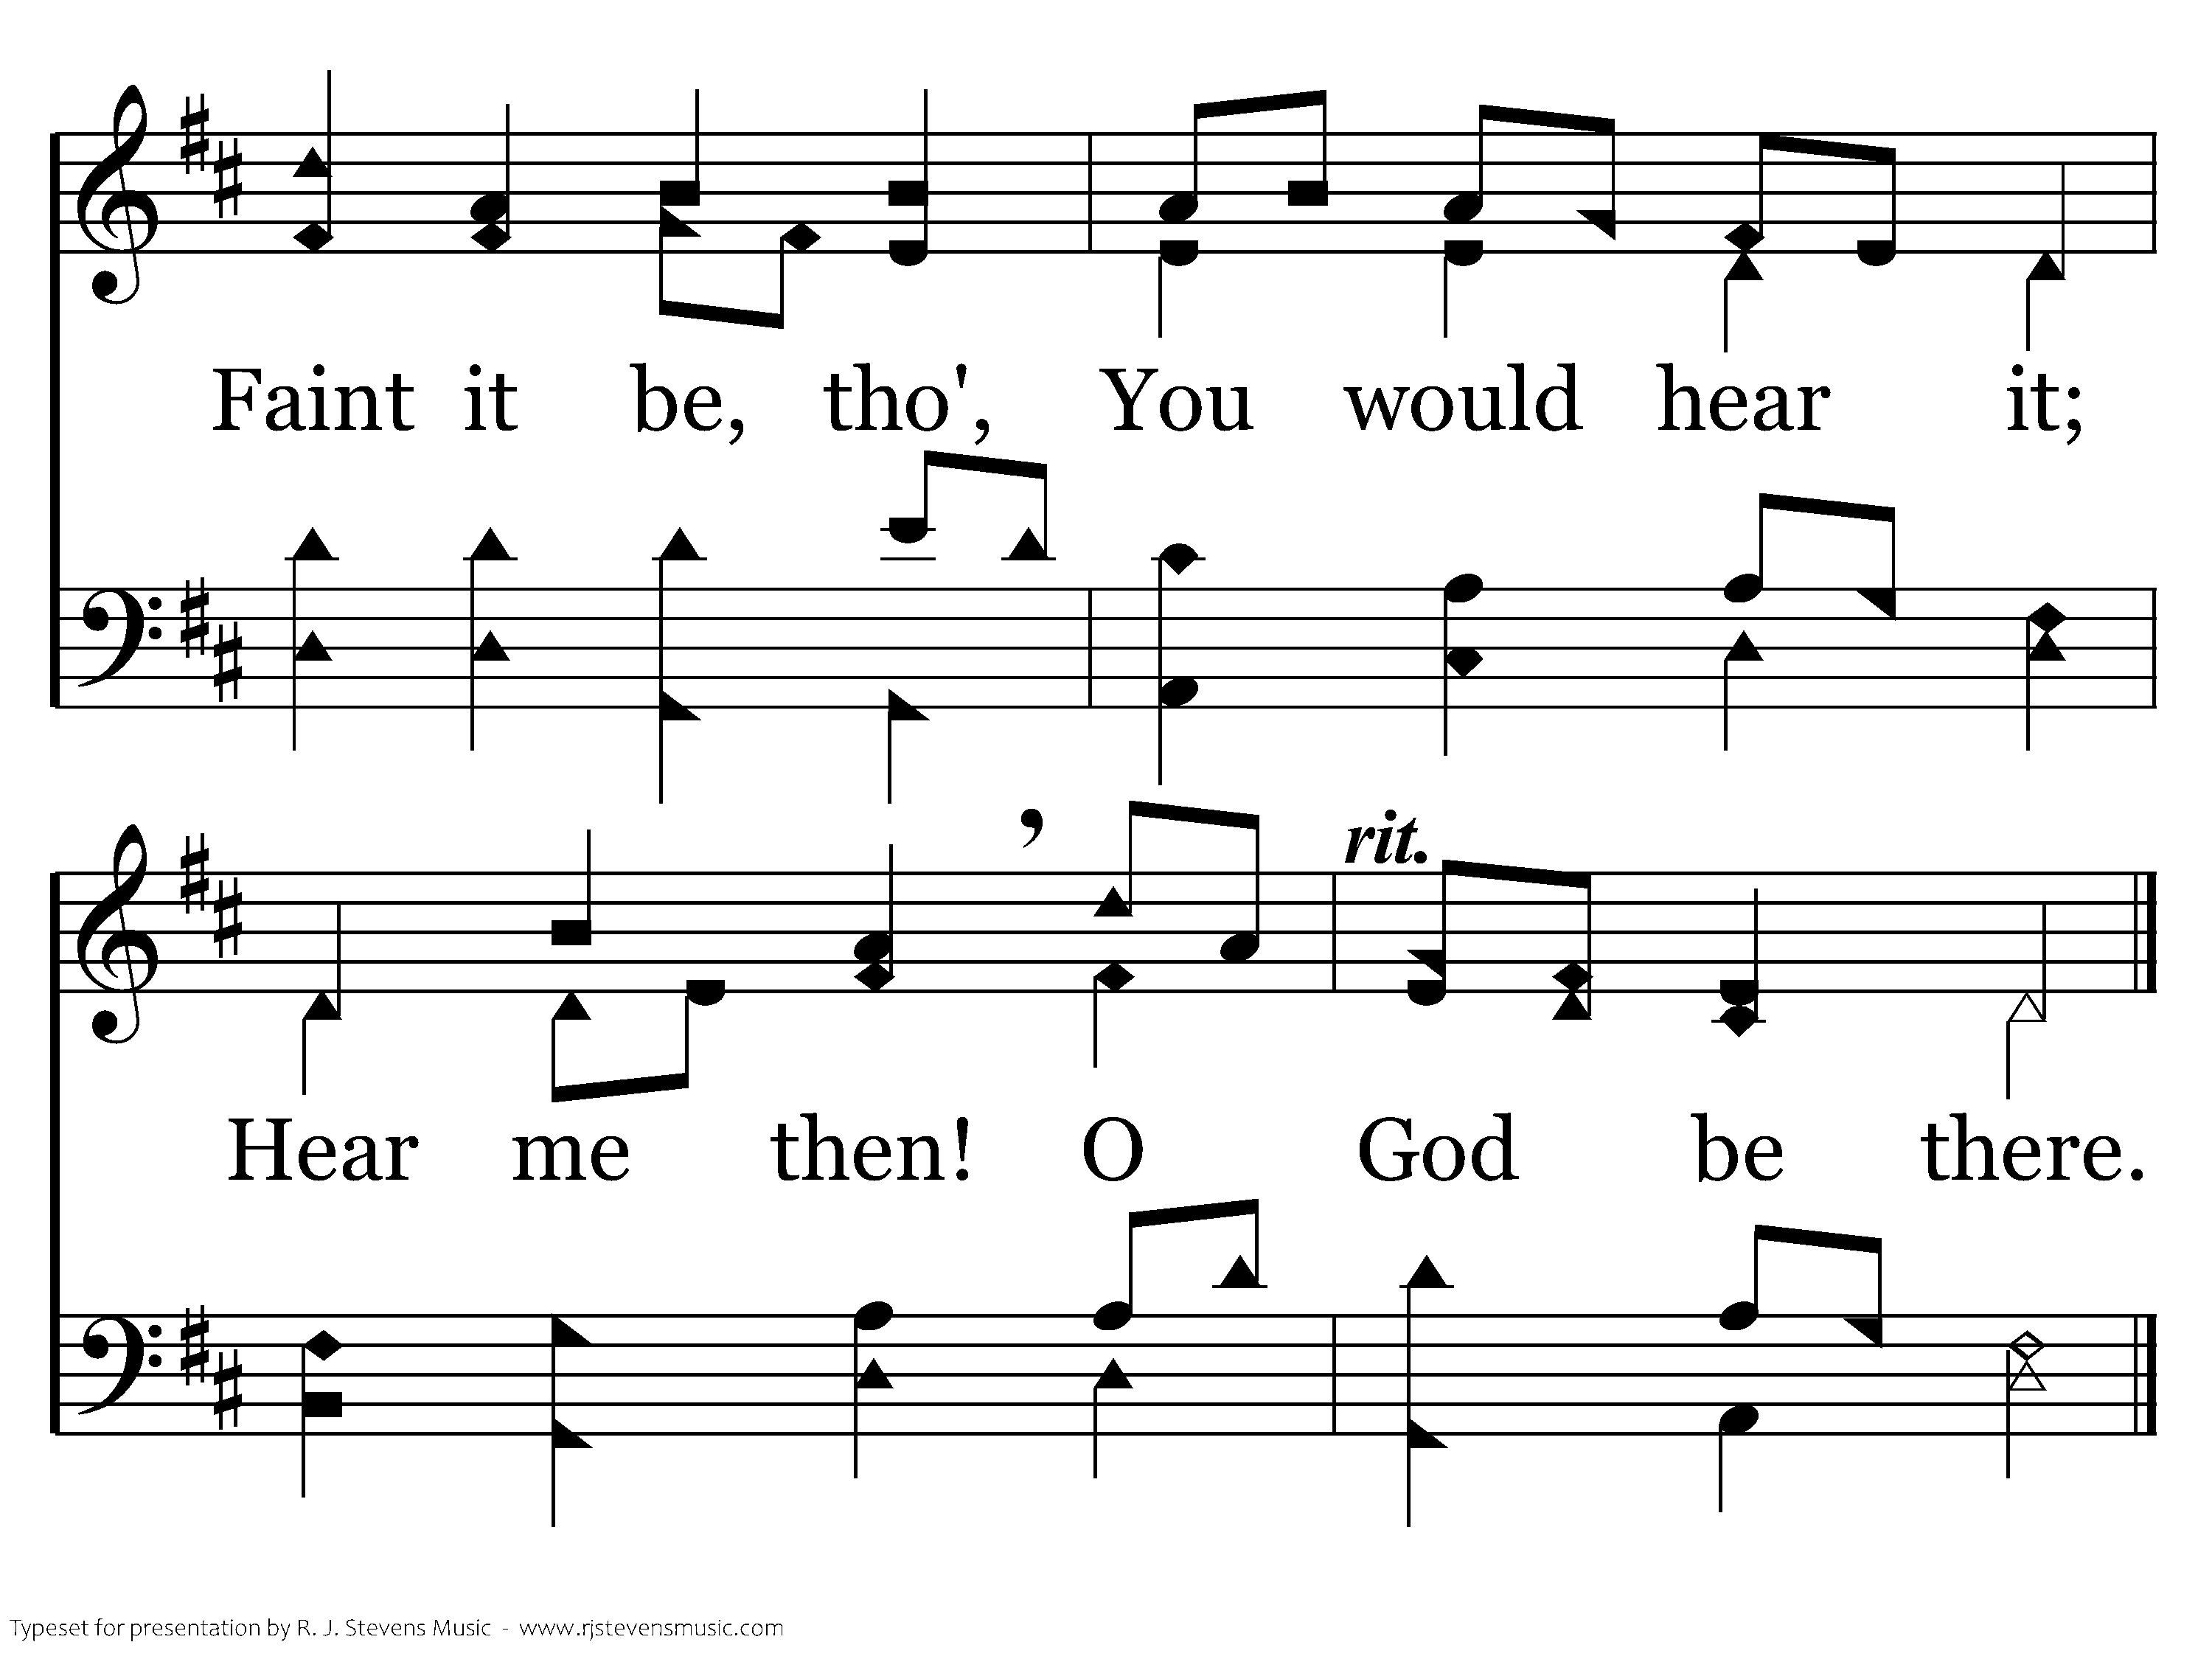 Faint it be, tho', You would hear it;
rit.
Hear me then! O God be there.
Typeset for presentation by R. J. Stevens Music - www.rjstevensmusic.com